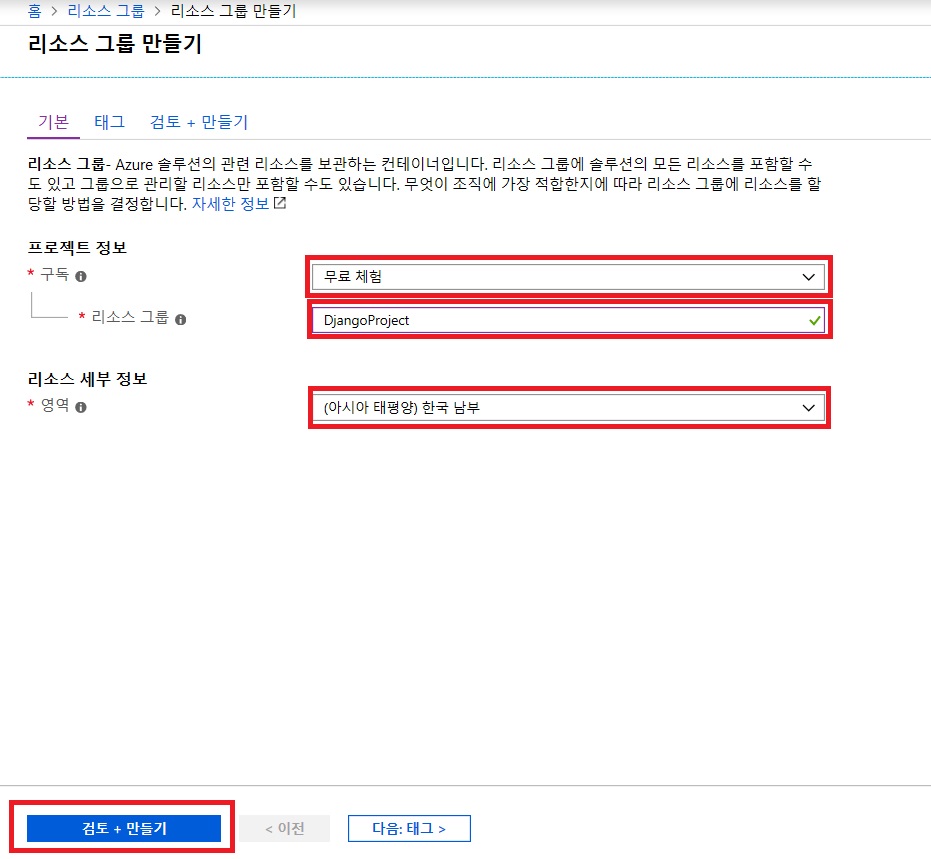 홈 > 리소스 그룹 > 리소스 그룹 만들기
리소스 그룹 만들기
기본 태그 검토 + 만들기
리소스 그룹- Azure 솔루션의 관련 리소스를 보관하는 컨테이너입니다. 리소스 그룹에 솔루션의 모든 리소스를 포함할 수
도 있고 그룹으로 관리할 리소스만 포함할 수도 있습니다. 무엇이 조직에 가장 적합한지에 따라 리소스 그룹에 리소스를 할
당할 방법을 결정합니다. 자세한 정보
프로젝트 정보
* 구독 무료 체험
* 리소스 그룹 DjangoProject
리소스 세부 정보
* 영역 (아시아 태평양) 한국 남부
검토 + 만들기 < 이전 다음: 태그 >